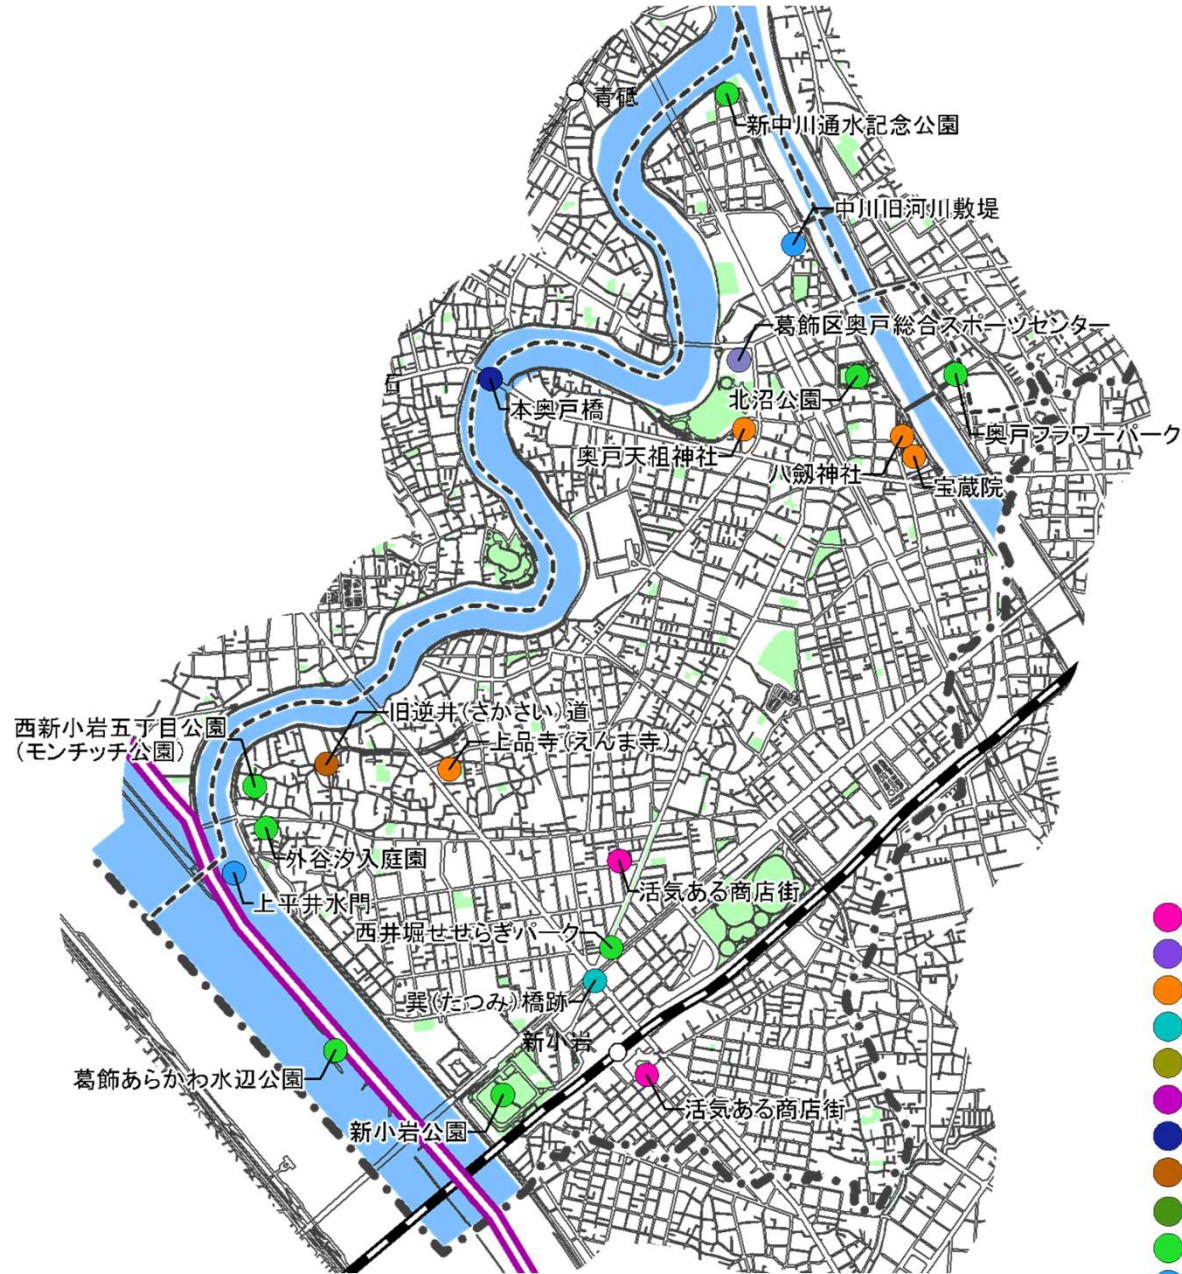 青砥
新中川通水記念公園
中川旧河川敷堤
葛飾区奥戸総合スポーツセンター
北沼公園
本奥戸橋
奥戸フラワーパーク
奥戸天祖神社
八劔神社
宝蔵院
旧逆井(さかさい)道
西新小岩五丁目公園
(モンチッチ公園)
上品寺(えんま寺)
外谷汐入庭園
活気ある商店街
上平井水門
西井堀せせらぎパーク
巽(たつみ)橋跡
新小岩
葛飾あらかわ水辺公園
活気ある商店街
新小岩公園